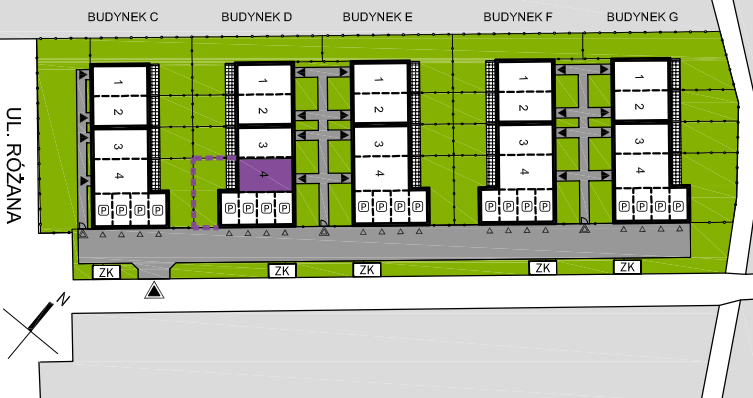 BUDYNEK C BUDYNEK D BUDYNEK E BUDYNEK F BUDYNEK G
UL. RÓŻANA
1 1 1 1 1
2 2 2 2 2
3 3 3 3 3
4 4 4 4 4
P P P P P P P P P P P P P P P P P P P P
ZK ZK ZK ZK ZK
N